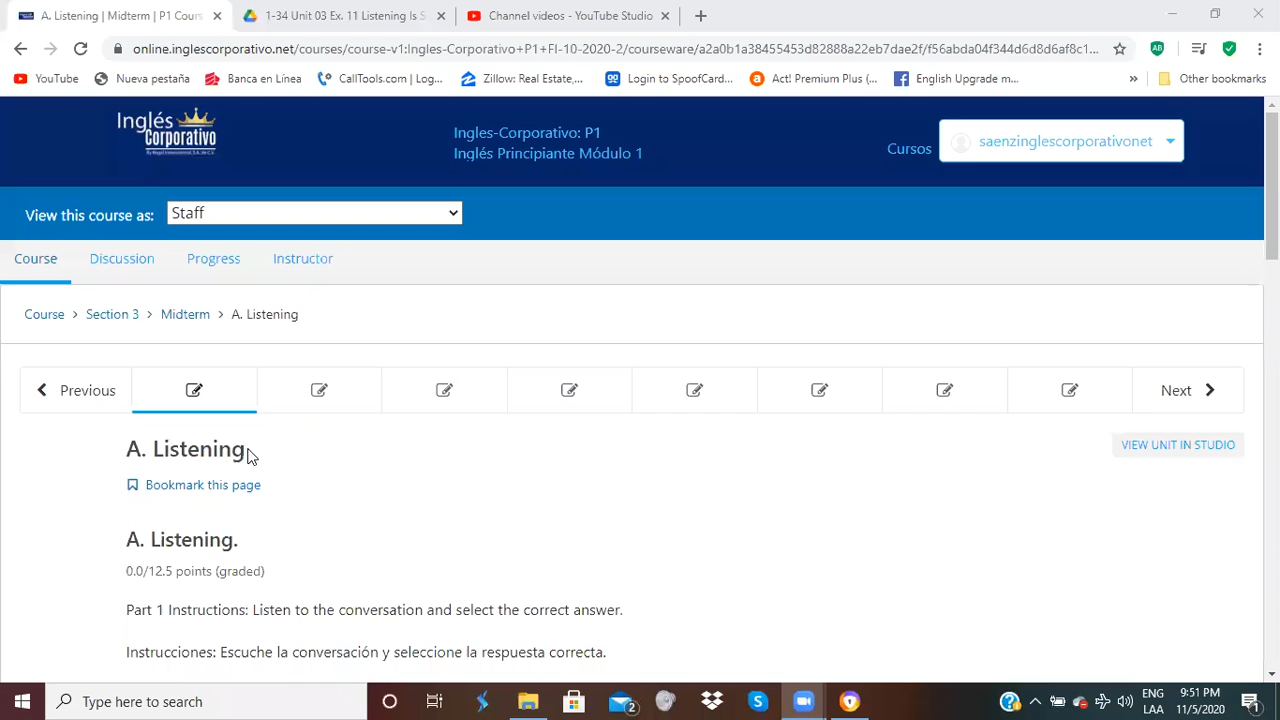 A. Listening | Midterm | P1 Cours
1-34 Unit 03 Ex. 11 Listening Is S
Channel videos - YouTube Studio
online.inglescorporativo.net/courses/course-v1:Ingles-Corporativo+P1+FI-10-2020-2/courseware/a2a0b1a38455453d82888a22eb7dae2f/f56abda04f344d6d8d6af8c1...
YouTube
Nueva pestaña
Banca en Línea
CallTools.com | Log...
Zillow: Real Estate,...
Login to SpoofCard...
Act! Premium Plus (...
English Upgrade m...
»
Other bookmarks
Inglés
Corporativo
Ingles-Corporativo: P1
Inglés Principiante Módulo 1
Cursos
saenzinglescorporativonet
View this course as:
Staff
Course
Discussion
Progress
Instructor
Course > Section 3 > Midterm > A. Listening
Previous
Next
A. Listening
VIEW UNIT IN STUDIO
Bookmark this page
A. Listening.
0.0/12.5 points (graded)
Part 1 Instructions: Listen to the conversation and select the correct answer.
Instrucciones: Escuche la conversación y seleccione la respuesta correcta.
Type here to search
2
ENG
LAA
9:51 PM
11/5/2020
1